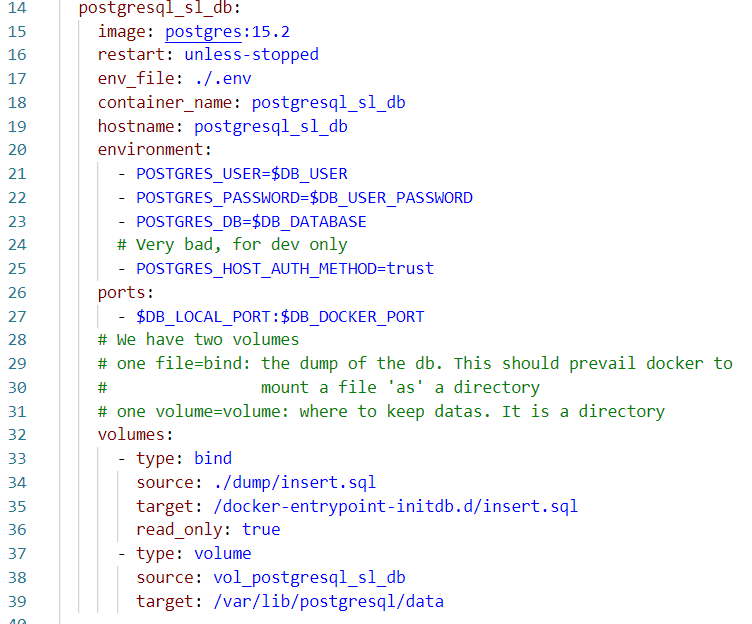 14 postgresql_sl_db:
15 image: postgres:15.2
16 restart: unless-stopped
17 env_file: ./.env
18 container_name: postgresql_sl_db
19 hostname: postgresql_sl_db
20 environment:
21 - POSTGRES_USER=$DB_USER
22 - POSTGRES_PASSWORD=$DB_USER_PASSWORD
23 - POSTGRES_DB=$DB_DATABASE
24 # Very bad, for dev only
25 - POSTGRES_HOST_AUTH_METHOD=trust
26 ports:
27 - $DB_LOCAL_PORT:$DB_DOCKER_PORT
28 # We have two volumes
29 # one file=bind: the dump of the db. This should prevail docker to
30 # mount a file 'as' a directory
31 # one volume=volume: where to keep datas. It is a directory
32 volumes:
33 - type: bind
34 source: ./dump/insert.sql
35 target: /docker-entrypoint-initdb.d/insert.sql
36 read_only: true
37 - type: volume
38 source: vol_postgresql_sl_db
39 target: /var/lib/postgresql/data
40